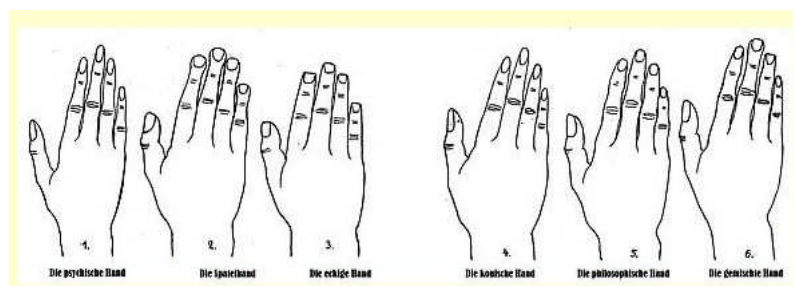 1. 2. 3. 4. 5. 6.
Die psychische Hand Die Spatelhand Die eckige Hand Die konische Hand Die philosophische Hand Die gemischte Hand